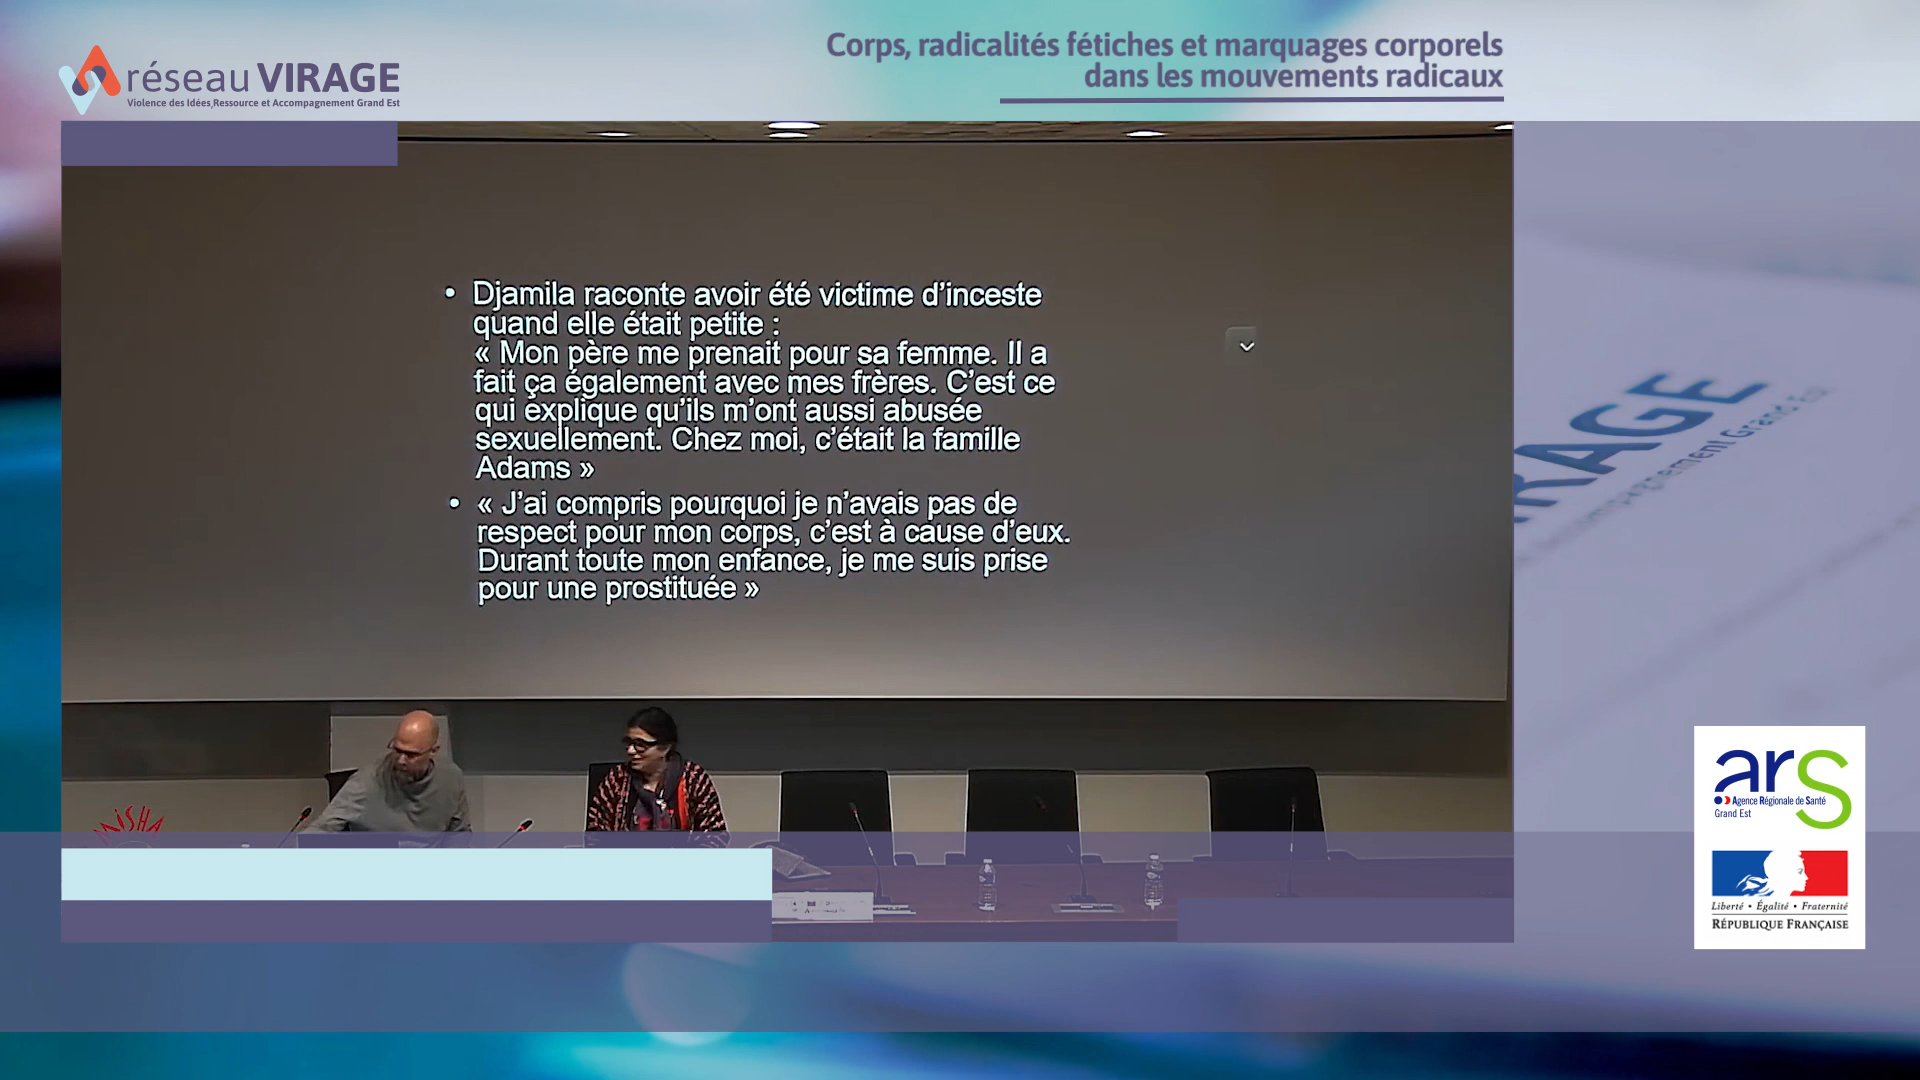 réseau VIRAGE
Violence des Idées,Ressource et Accompagnement Grand Est
Corps, radicalités fétiches et marquages corporels
dans les mouvements radicaux
• Djamila raconte avoir été victime d’inceste
quand elle était petite :
« Mon père me prenait pour sa femme. Il a
fait ça également avec mes frères. C’est ce
qui explique qu’ils m’ont aussi abusée
sexuellement. Chez moi, c’était la famille
Adams »
• « J’ai compris pourquoi je n’avais pas de
respect pour mon corps, c’est à cause d’eux.
Durant toute mon enfance, je me suis prise
pour une prostituée »
MISHA
RAGE
Grand Est
ars
Agence Régionale de Santé
Grand Est
Liberté • Égalité • Fraternité
RÉPUBLIQUE FRANÇAISE